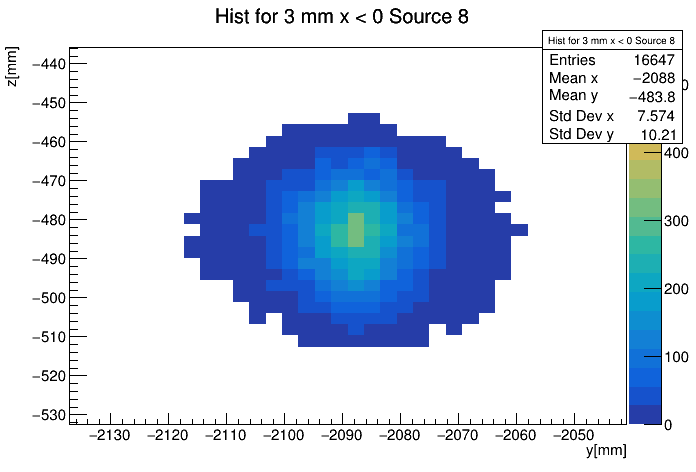 Hist for 3 mm x < 0 Source 8
Hist for 3 mm x < 0 Source 8
Entries 16647
Mean x −2088
Mean y −483.8
Std Dev x 7.574
Std Dev y 10.21
z[mm]
−440
−450
−460
−470
−480
−490
−500
−510
−520
−530
−2130 −2120 −2110 −2100 −2090 −2080 −2070 −2060 −2050
y[mm]
400
300
200
100
0